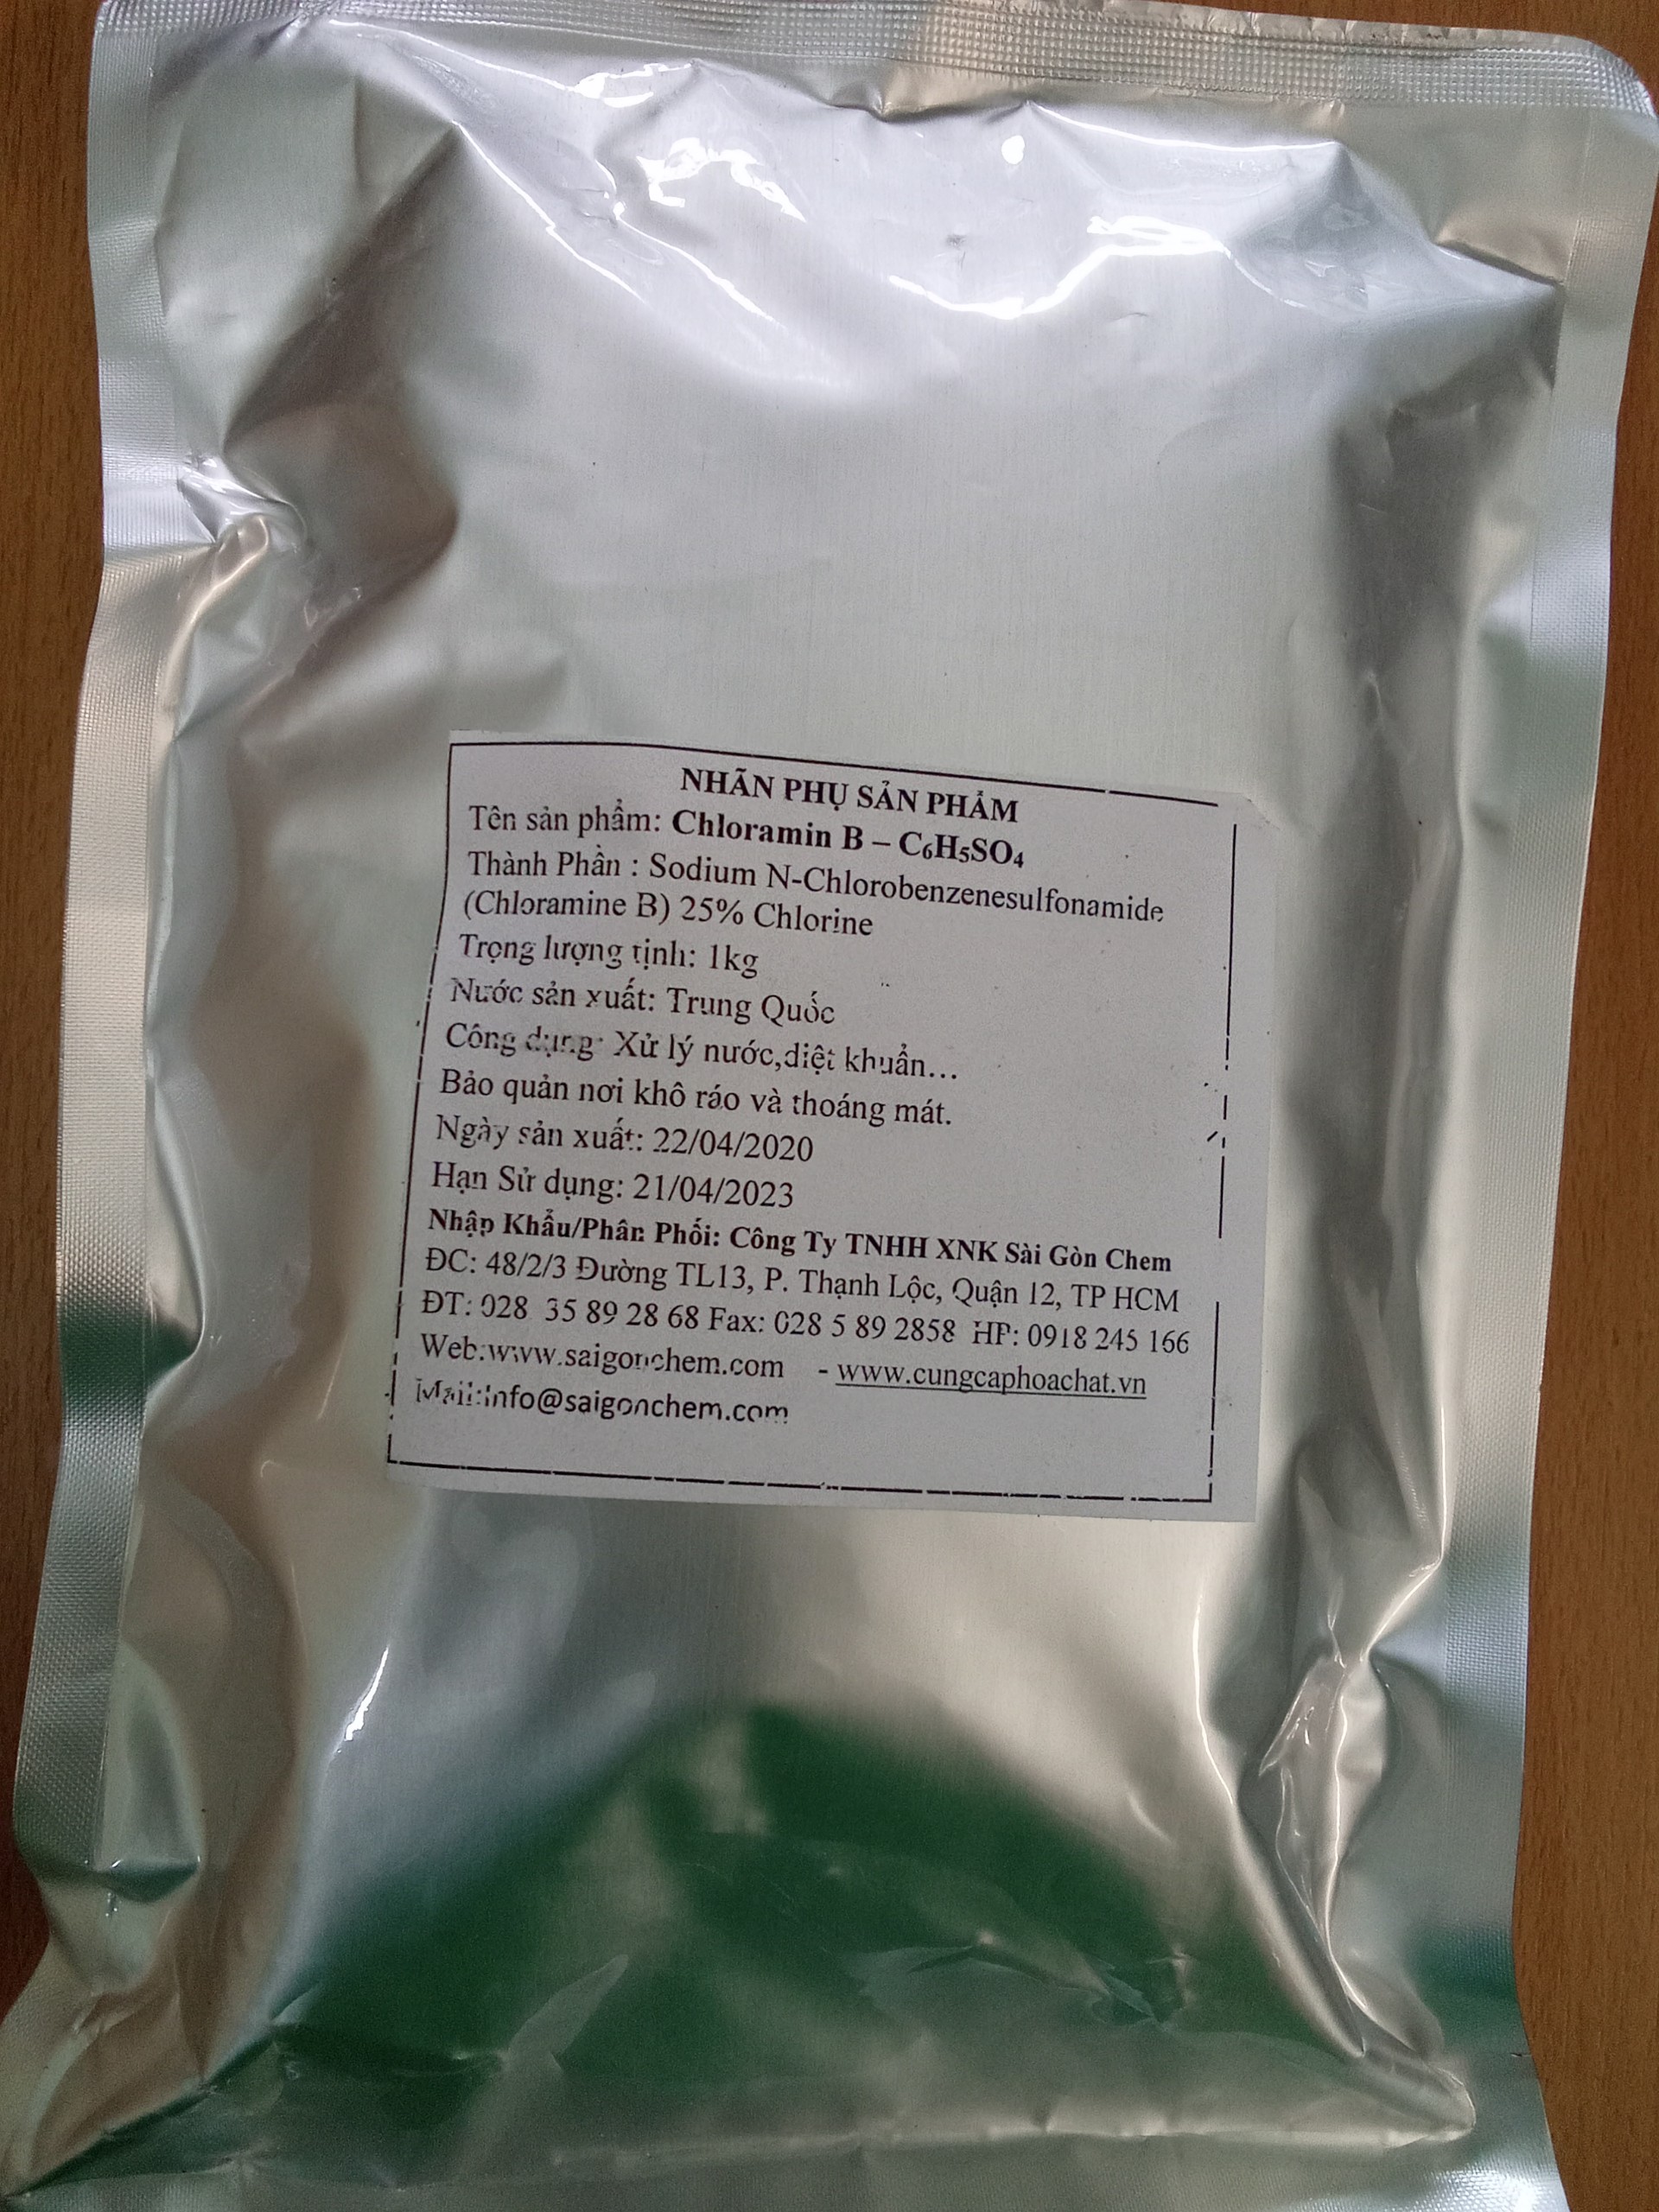 NHÃN PHỤ SẢN PHẨM
Tên sản phẩm: Chloramin B – C₆H₅SO₄
Thành Phần : Sodium N-Chlorobenzenesulfonamide
(Chloramine B) 25% Chlorine
Trọng lượng tịnh: 1kg
Nước sản xuất: Trung Quốc
Công dụng: Xử lý nước,diệt khuẩn...
Bảo quản nơi khô ráo và thoáng mát.
Ngày sản xuất: 22/04/2020
Hạn Sử dụng: 21/04/2023
Nhập Khẩu/Phân Phối: Công Ty TNHH XNK Sài Gòn Chem
ĐC: 48/2/3 Đường TL13, P. Thạnh Lộc, Quận 12, TP HCM
ĐT: 028 35 89 28 68 Fax: 028 5 89 2858 HP: 0918 245 166
Web:www.saigonchem.com - www.cungcaphoachat.vn
Mail:info@saigonchem.com